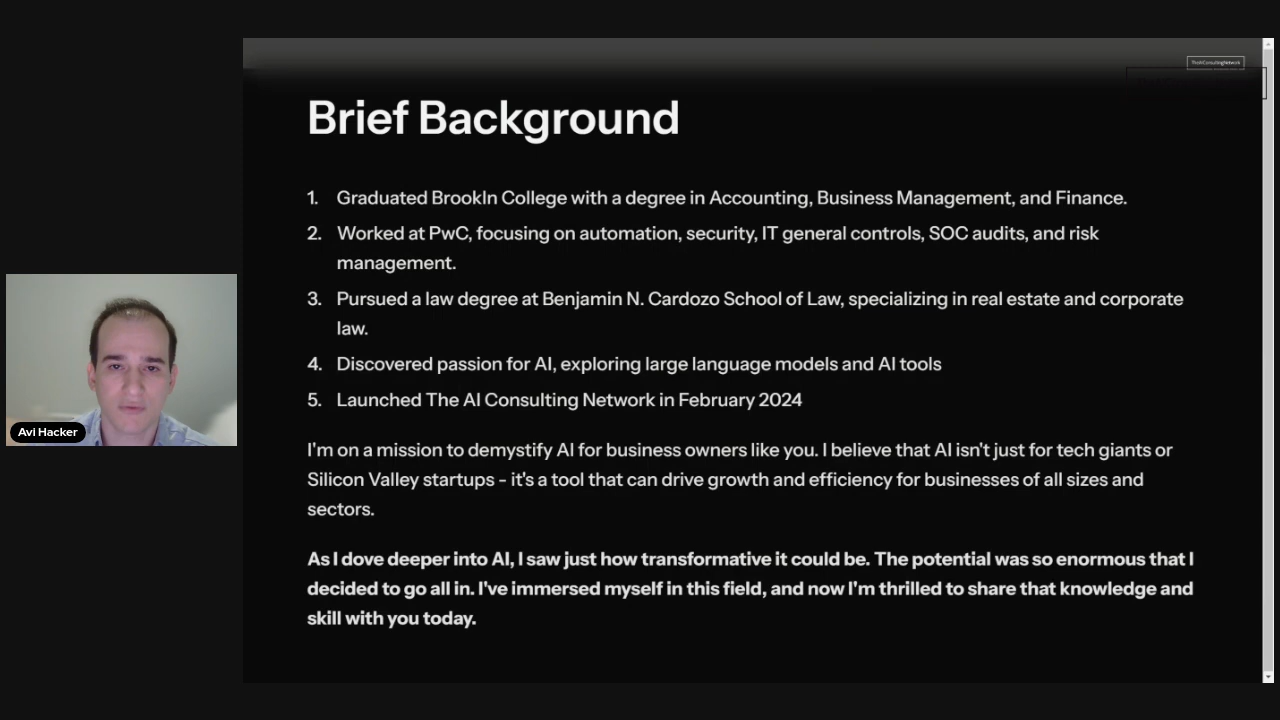 TheAIConsultingNetwork
Brief Background
1. Graduated Brookln College with a degree in Accounting, Business Management, and Finance.
2. Worked at PwC, focusing on automation, security, IT general controls, SOC audits, and risk
management.
3. Pursued a law degree at Benjamin N. Cardozo School of Law, specializing in real estate and corporate
law.
4. Discovered passion for AI, exploring large language models and AI tools
5. Launched The AI Consulting Network in February 2024
I'm on a mission to demystify AI for business owners like you. I believe that AI isn't just for tech giants or
Silicon Valley startups - it's a tool that can drive growth and efficiency for businesses of all sizes and
sectors.
As I dove deeper into AI, I saw just how transformative it could be. The potential was so enormous that I
decided to go all in. I've immersed myself in this field, and now I'm thrilled to share that knowledge and
skill with you today.
Avi Hacker